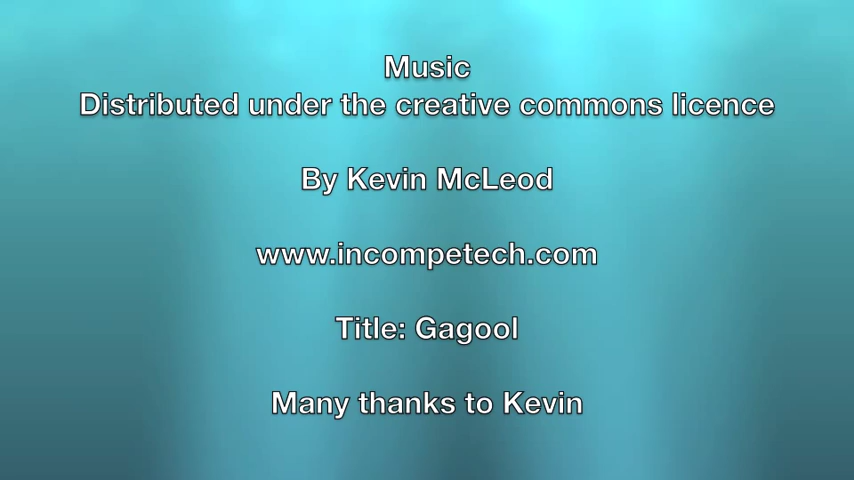 Music
Distributed under the creative commons licence
By Kevin McLeod
www.incompetech.com
Title: Gagool
Many thanks to Kevin